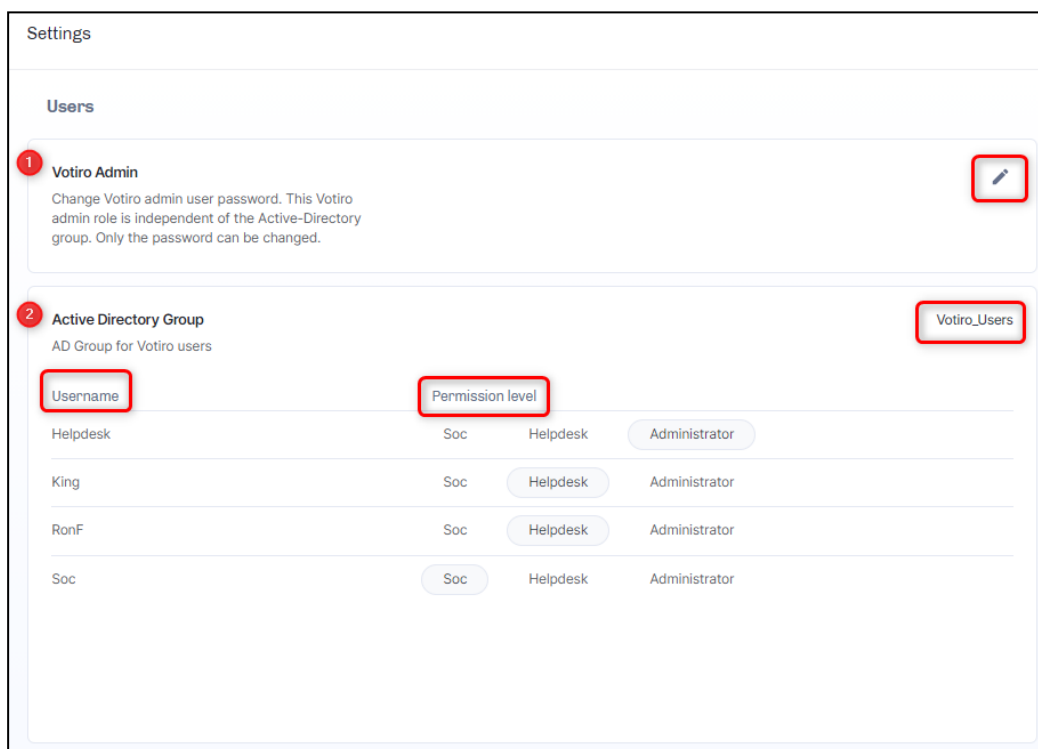 Settings
Users
1
Votiro Admin
Change Votiro admin user password. This Votiro
admin role is independent of the Active-Directory
group. Only the password can be changed.
2
Active Directory Group
Votiro_Users
AD Group for Votiro users
Username Permission level
Helpdesk Soc Helpdesk Administrator
King Soc Helpdesk Administrator
RonF Soc Helpdesk Administrator
Soc Soc Helpdesk Administrator